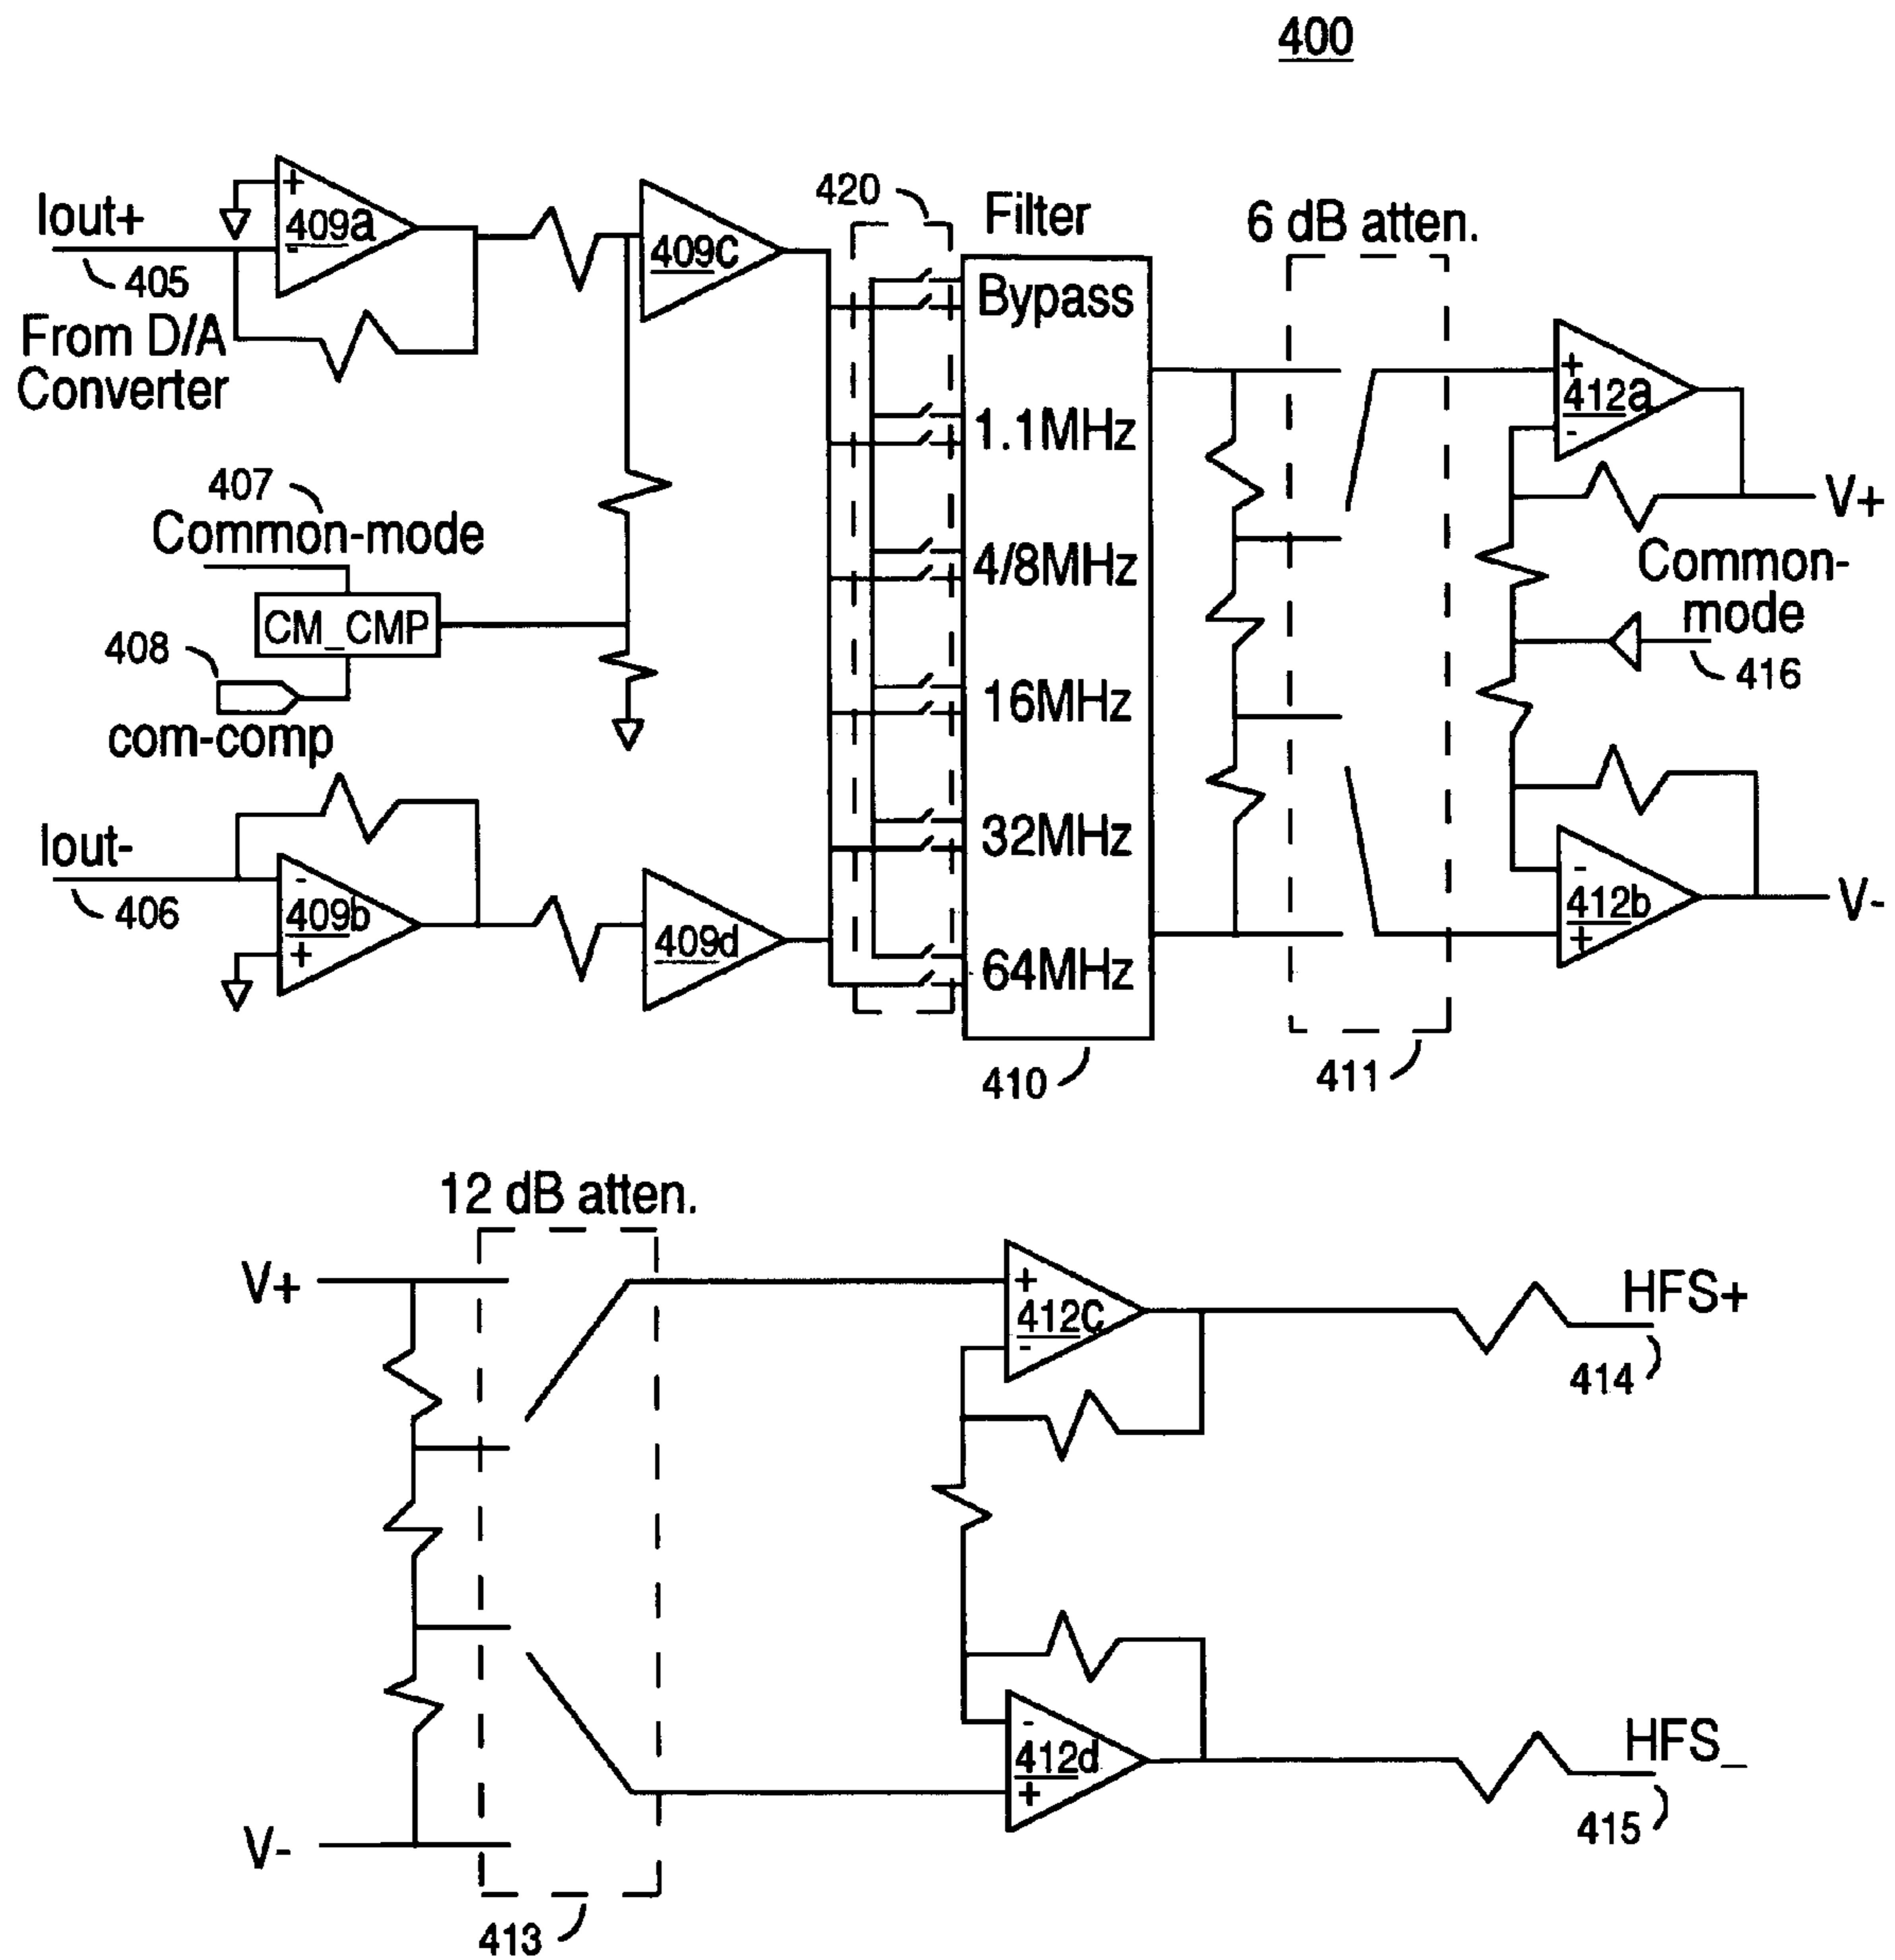 400
Iout+
405
From D/A
Converter
+
409a
-
409c
420
Filter
Bypass
1.1MHz
4/8MHz
16MHz
32MHz
64MHz
410
6 dB atten.
411
+
412a
-
V+
Common-
mode
416
407
Common-mode
CM_CMP
408
com-comp
Iout-
406
-
409b
+
409d
-
412b
+
V-
12 dB atten.
V+
V-
413
+
412c
-
HFS+
414
-
412d
+
HFS_
415